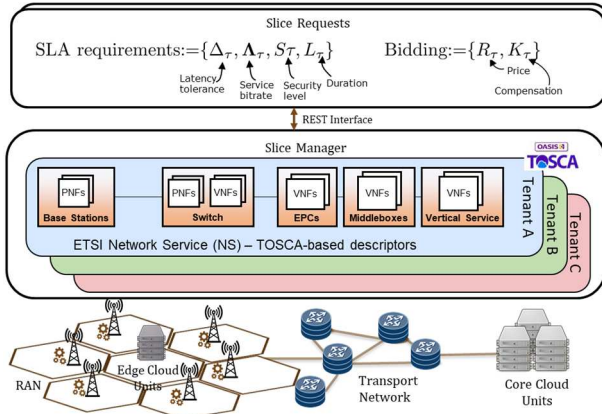 Slice Requests
SLA requirements:={Δτ, Λτ, Sτ, Lτ}
Bidding:={Rτ, Kτ}
Latency
tolerance
Service
bitrate
Security
level
Duration
Price
Compensation
REST Interface
Slice Manager
OASIS
TOSCA
PNFs
Base Stations
PNFs
VNFs
Switch
VNFs
EPCs
VNFs
Middleboxes
VNFs
Vertical Service
ETSI Network Service (NS) – TOSCA-based descriptors
Tenant A
Tenant B
Tenant C
RAN
Edge Cloud
Units
Transport
Network
Core Cloud
Units